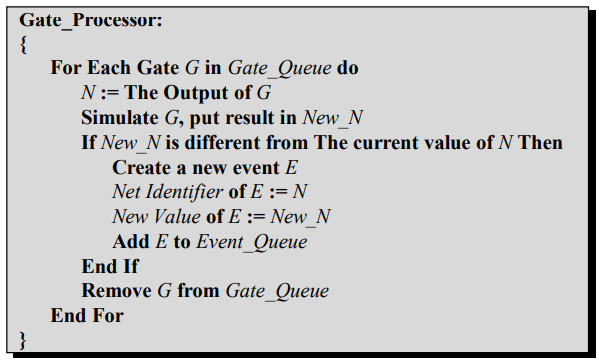 Gate_Processor:
{
For Each Gate G in Gate_Queue do
N := The Output of G
Simulate G, put result in New_N
If New_N is different from The current value of N Then
Create a new event E
Net Identifier of E := N
New Value of E := New_N
Add E to Event_Queue
End If
Remove G from Gate_Queue
End For
}